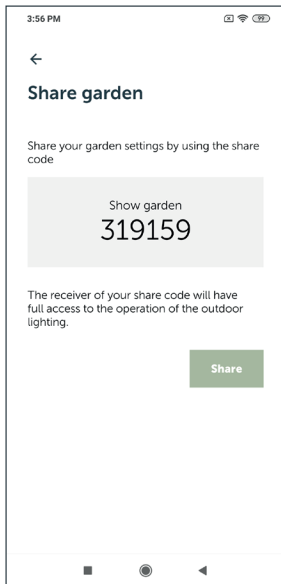 3:56 PM 99
Share garden
Share your garden settings by using the share
code
Show garden
319159
The receiver of your share code will have
full access to the operation of the outdoor
lighting.
Share